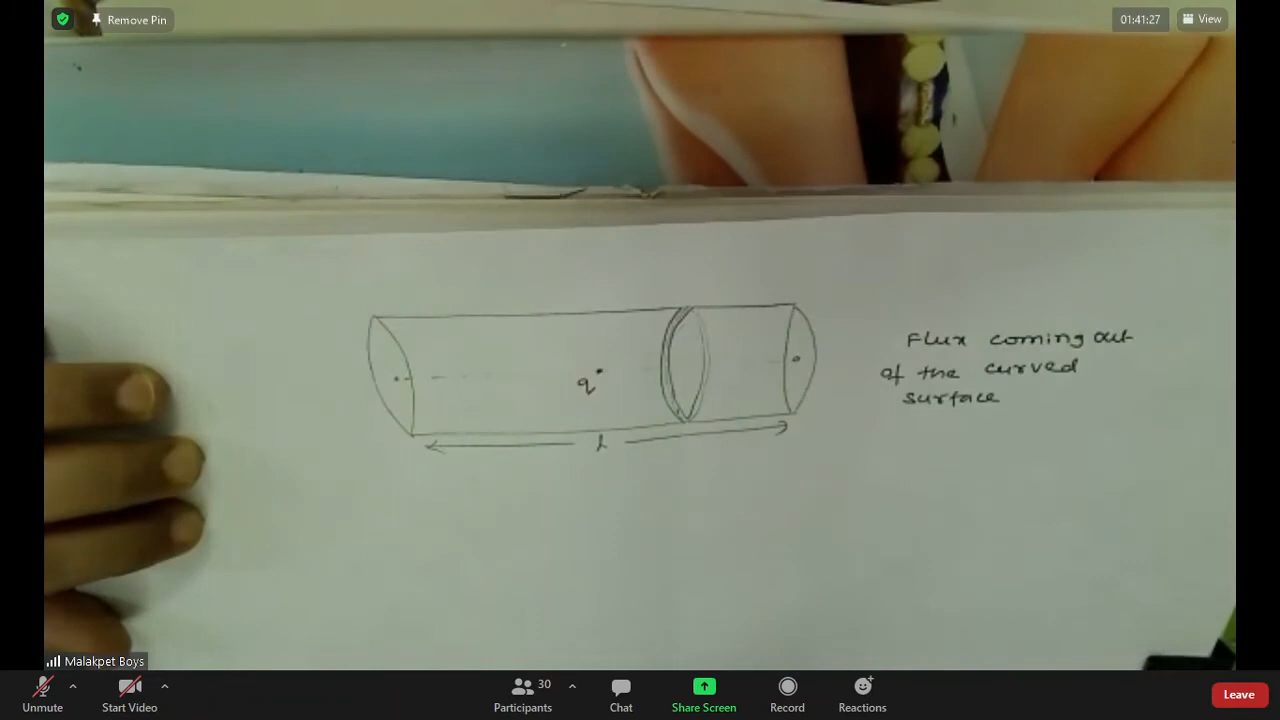 Remove Pin
01:41:27
View
Flux coming out
of the curved
surface
q
l
Malakpet Boys
Unmute
Start Video
Participants
30
Chat
Share Screen
Record
Reactions
Leave